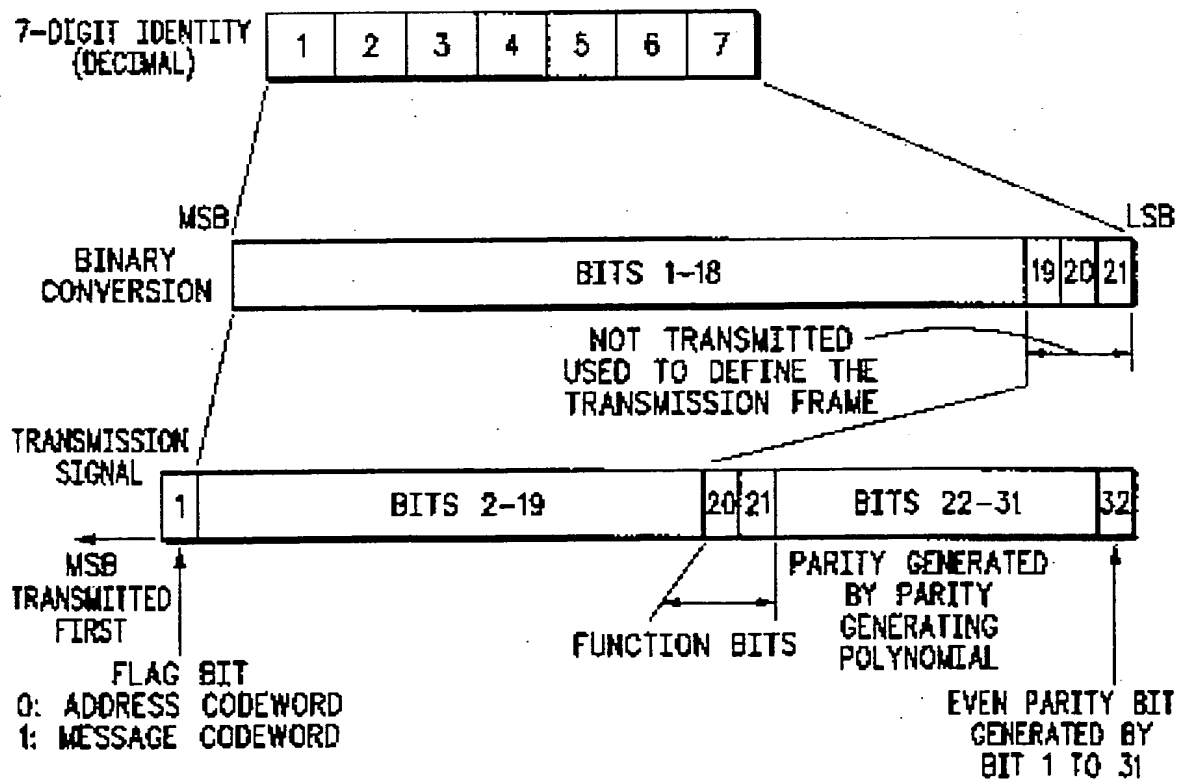 7-DIGIT IDENTITY
(DECIMAL)
1 2 3 4 5 6 7
MSB
LSB
BINARY
CONVERSION
BITS 1-18
19 20 21
NOT TRANSMITTED
USED TO DEFINE THE
TRANSMISSION FRAME
TRANSMISSION
SIGNAL
1
BITS 2-19
20 21
BITS 22-31
32
MSB
TRANSMITTED
FIRST
FLAG BIT
0: ADDRESS CODEWORD
1: MESSAGE CODEWORD
FUNCTION BITS
PARITY GENERATED
BY PARITY
GENERATING
POLYNOMIAL
EVEN PARITY BIT
GENERATED BY
BIT 1 TO 31